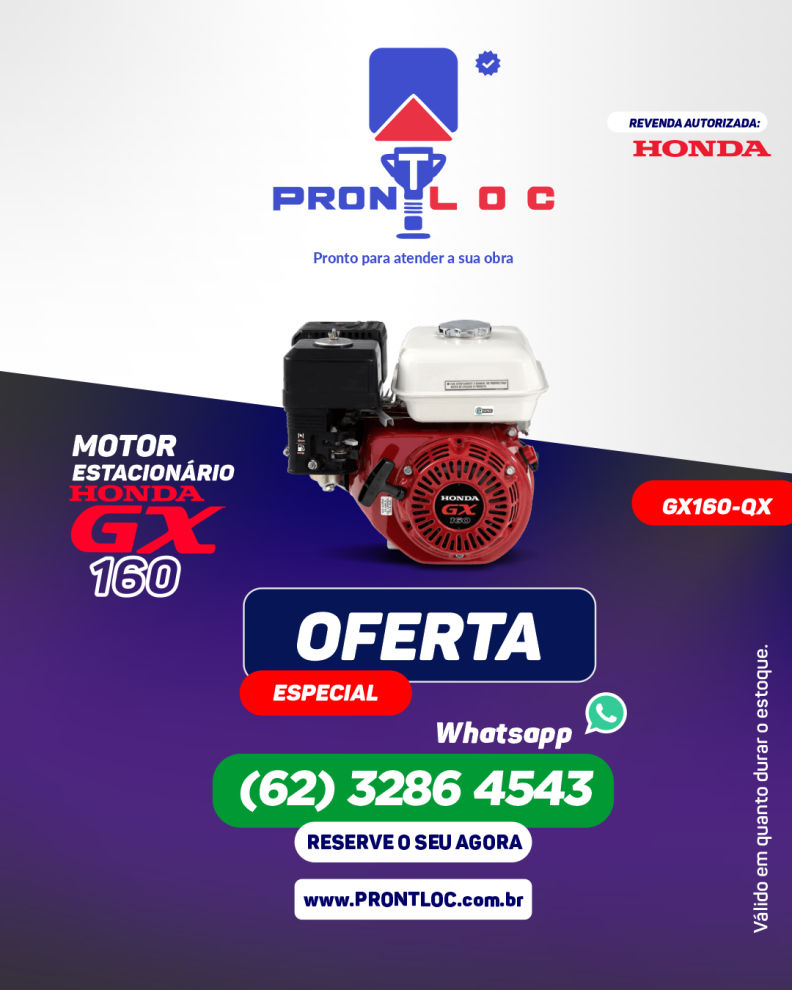 REVENDA AUTORIZADA:
HONDA
PRONTLOC
Pronto para atender a sua obra
MOTOR
ESTACIONÁRIO
HONDA
GX
160
HONDA
GX
160
GX160-QX
OFERTA
ESPECIAL
Whatsapp
(62) 3286 4543
RESERVE O SEU AGORA
www.PRONTLOC.com.br
Válido em quanto durar o estoque.